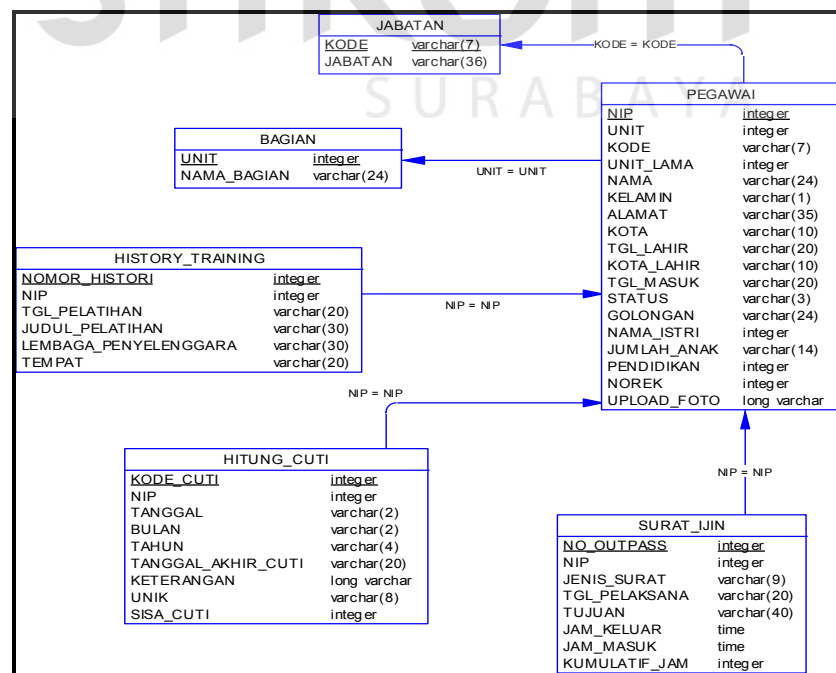 SURABAYA
JABATAN
KODE varchar(7)
JABATAN varchar(36)
KODE = KODE
PEGAWAI
NIP integer
UNIT integer
KODE varchar(7)
UNIT_LAMA integer
NAMA varchar(24)
KELAMIN varchar(1)
ALAMAT varchar(35)
KOTA varchar(10)
TGL_LAHIR varchar(20)
KOTA_LAHIR varchar(10)
TGL_MASUK varchar(20)
STATUS varchar(3)
GOLONGAN varchar(24)
NAMA_ISTRI integer
JUMLAH_ANAK varchar(14)
PENDIDIKAN integer
NOREK integer
UPLOAD_FOTO long varchar
BAGIAN
UNIT integer
NAMA_BAGIAN varchar(24)
UNIT = UNIT
HISTORY_TRAINING
NOMOR_HISTORI integer
NIP integer
TGL_PELATIHAN varchar(20)
JUDUL_PELATIHAN varchar(30)
LEMBAGA_PENYELENGGARA varchar(30)
TEMPAT varchar(20)
NIP = NIP
NIP = NIP
HITUNG_CUTI
KODE_CUTI integer
NIP integer
TANGGAL varchar(2)
BULAN varchar(2)
TAHUN varchar(4)
TANGGAL_AKHIR_CUTI varchar(20)
KETERANGAN long varchar
UNIK varchar(8)
SISA_CUTI integer
NIP = NIP
SURAT_IJIN
NO_OUTPASS integer
NIP integer
JENIS_SURAT varchar(9)
TGL_PELAKSANA varchar(20)
TUJUAN varchar(40)
JAM_KELUAR time
JAM_MASUK time
KUMULATIF_JAM integer